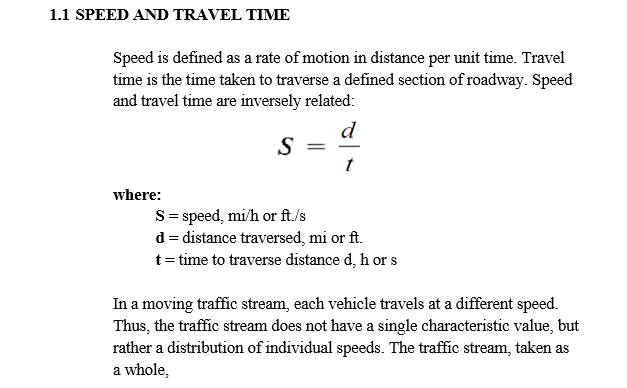 1.1 SPEED AND TRAVEL TIME
Speed is defined as a rate of motion in distance per unit time. Travel
time is the time taken to traverse a defined section of roadway. Speed
and travel time are inversely related:
S = d/t
where:
S = speed, mi/h or ft./s
d = distance traversed, mi or ft.
t = time to traverse distance d, h or s
In a moving traffic stream, each vehicle travels at a different speed.
Thus, the traffic stream does not have a single characteristic value, but
rather a distribution of individual speeds. The traffic stream, taken as
a whole,